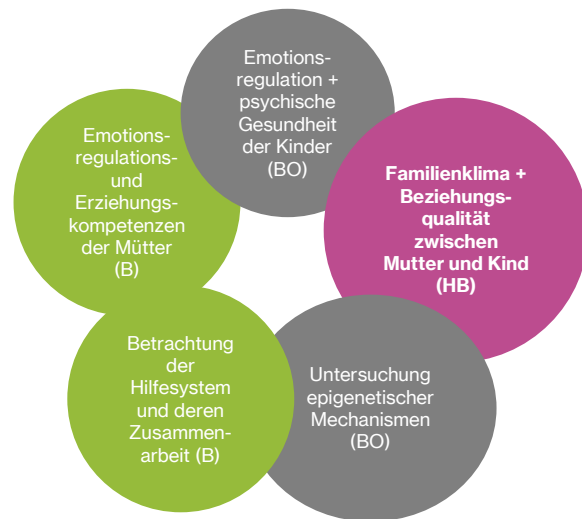 Emotions-
regulation +
psychische
Gesundheit
der Kinder
(BO)
Emotions-
regulations-
und
Erziehungs-
kompetenzen
der Mütter
(B)
Familienklima +
Beziehungs-
qualität
zwischen
Mutter und Kind
(HB)
Betrachtung
der
Hilfesystem
und deren
Zusammen-
arbeit (B)
Untersuchung
epigenetischer
Mechanismen
(BO)